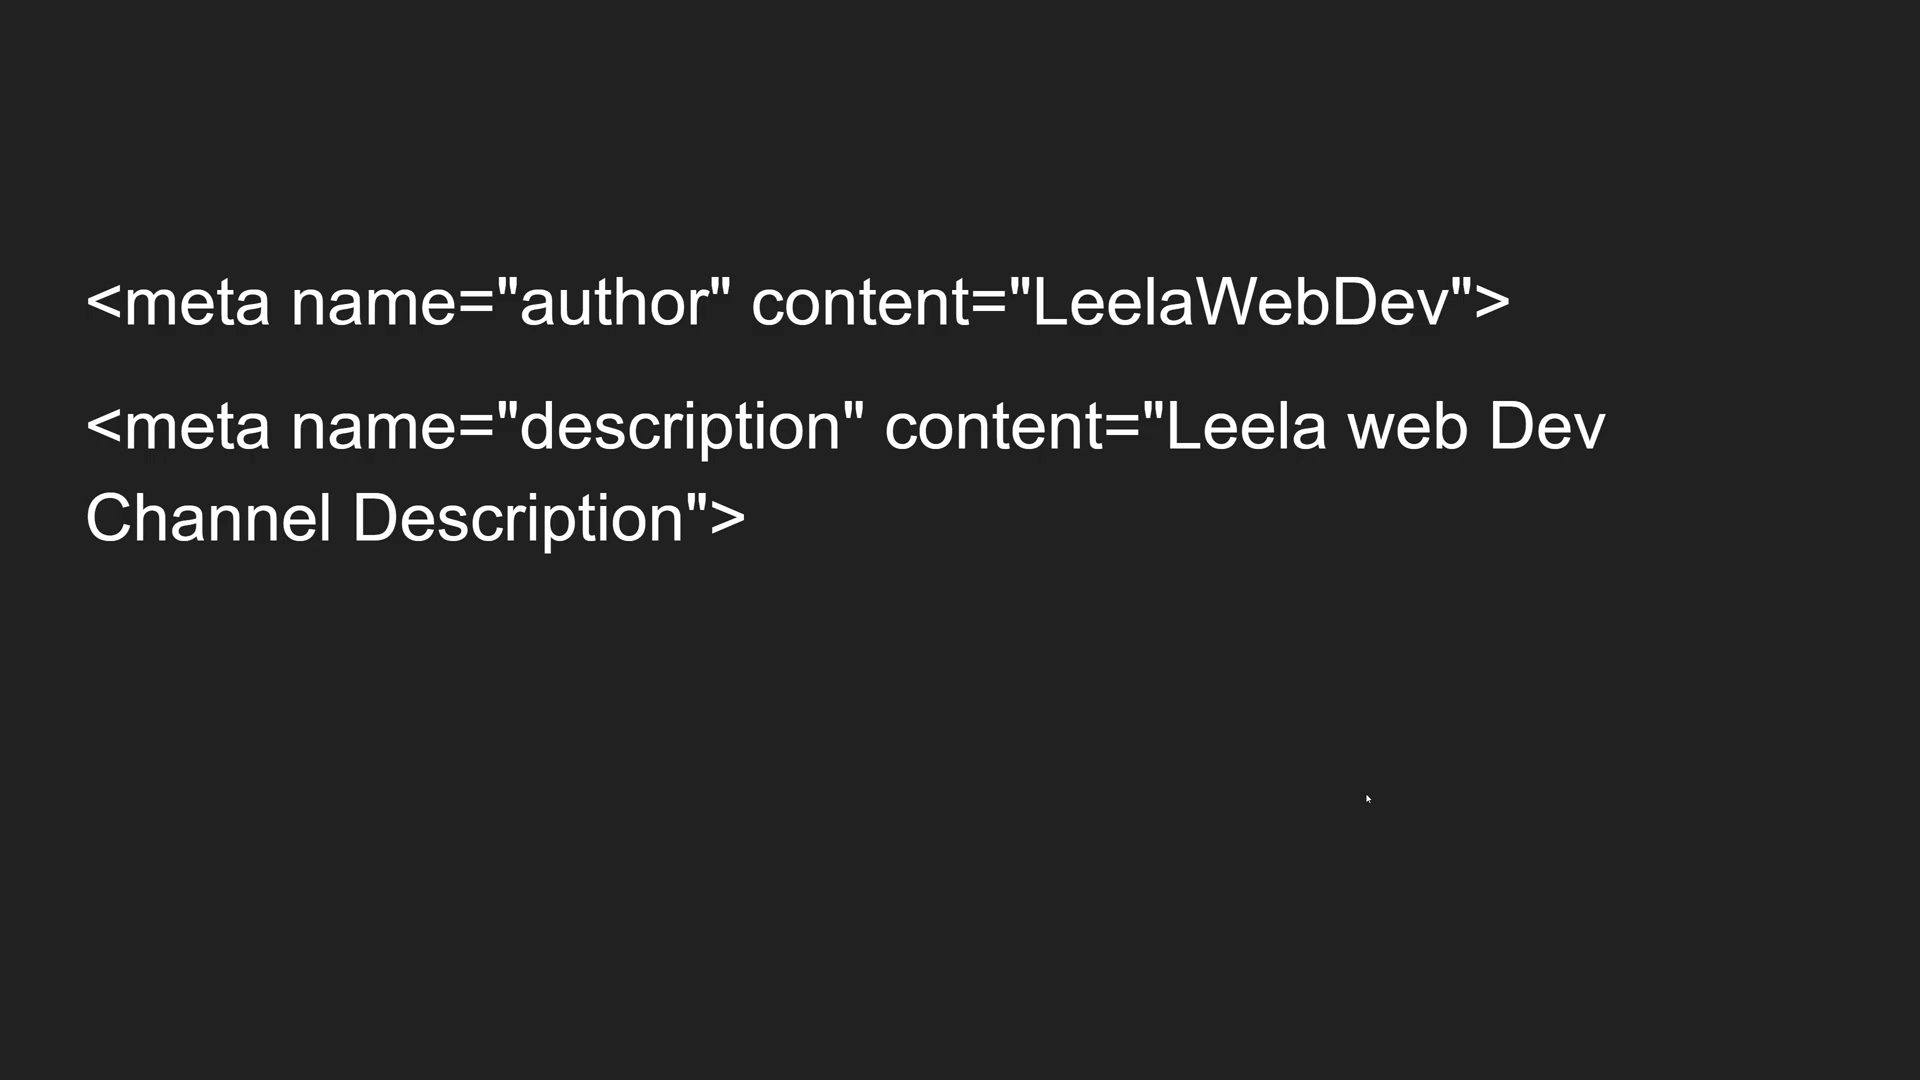 <meta name="author" content="LeelaWebDev">
<meta name="description" content="Leela web Dev
Channel Description">